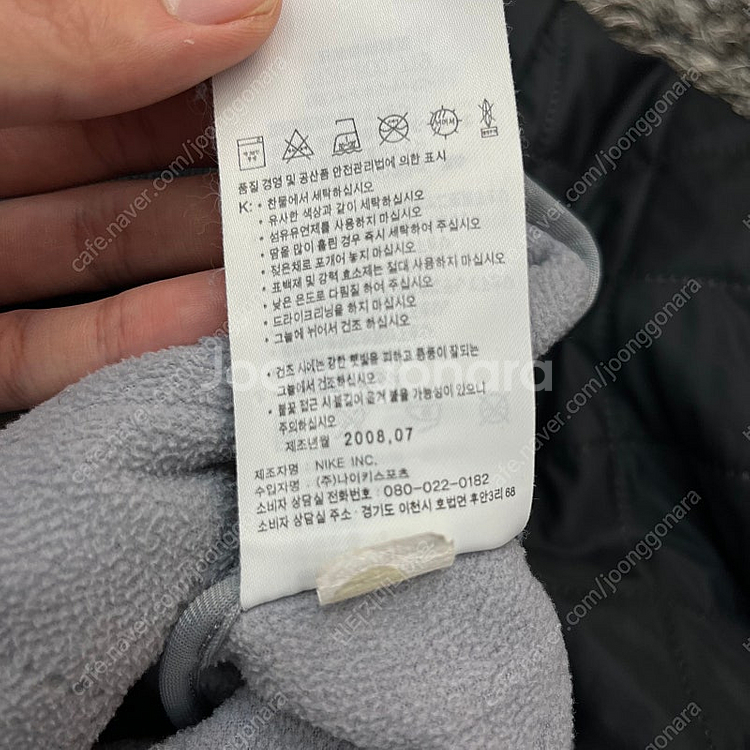 품질 경영 및 공산품 안전관리법에 의한 표시
K: • 찬물에서 세탁하십시오
• 유사한 색상과 같이 세탁하십시오
• 섬유유연제를 사용하지 마십시오
• 땀을 많이 흘린 경우 즉시 세탁하여 주십시오
• 젖은채로 포개어 놓지 마십시오
• 표백제 및 강력 효소제는 절대 사용하지 마십시오
• 낮은 온도로 다림질 하여 주십시오
• 드라이크리닝을 하지 마십시오
• 그늘에 뉘어서 건조 하십시오
• 건조 시에는 강한 햇빛을 피하고 통풍이 잘되는
그늘에서 건조하십시오
• 불꽃 접근 시 불길이 옮겨 붙을 가능성이 있으니
주의하십시오
제조년월 2008.07
제조자명 : NIKE INC.
수입자명 : (주)나이키스포츠
소비자 상담실 전화번호 : 080-022-0182
소비자 상담실 주소 : 경기도 이천시 호법면 후안3리 68
Joonggonara
cafe.naver.com/joonggonara